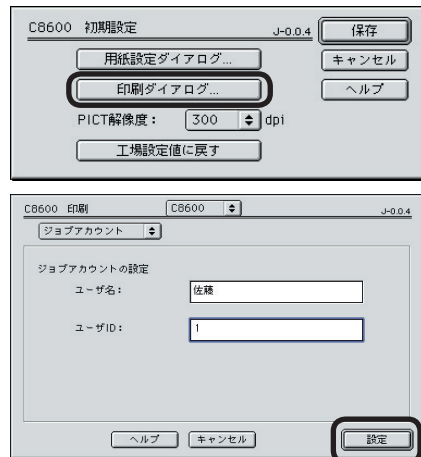 C8600 初期設定 J-0.0.4 保存
用紙設定ダイアログ... キャンセル
印刷ダイアログ... ヘルプ
PICT解像度： 300 dpi
工場設定値に戻す
C8600 印刷 C8600 J-0.0.4
ジョブアカウント
ジョブアカウントの設定
ユーザ名： 佐藤
ユーザID： 1
ヘルプ キャンセル 設定